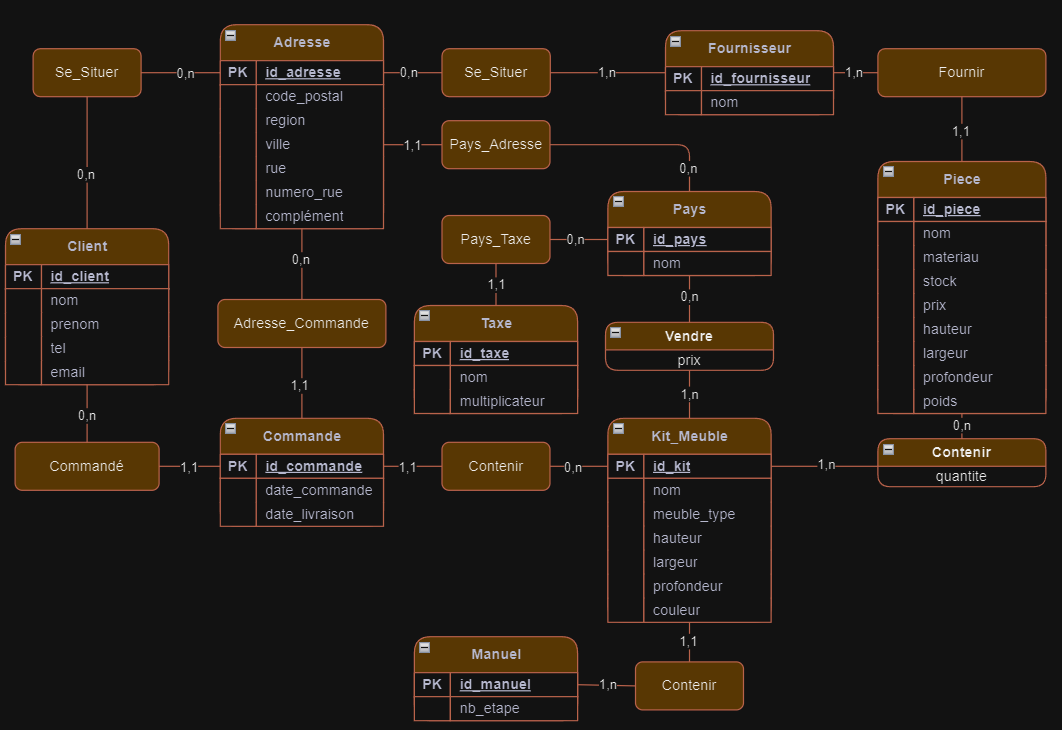 Adresse
PK id_adresse
code_postal
region
ville
rue
numero_rue
complément
Se_Situer
0,n
0,n
Se_Situer
1,n
Fournisseur
PK id_fournisseur
nom
1,n
Fournir
1,1
1,1
Pays_Adresse
0,n
0,n
Client
PK id_client
nom
prenom
tel
email
0,n
Pays_Taxe
0,n
1,1
Pays
PK id_pays
nom
0,n
Piece
PK id_piece
nom
materiau
stock
prix
hauteur
largeur
profondeur
poids
0,n
0,n
Adresse_Commande
1,1
Taxe
PK id_taxe
nom
multiplicateur
Vendre
prix
1,n
Commandé
1,1
Commande
PK id_commande
date_commande
date_livraison
1,1
Contenir
0,n
Kit_Meuble
PK id_kit
nom
meuble_type
hauteur
largeur
profondeur
couleur
1,n
Contenir
quantite
1,1
Manuel
PK id_manuel
nb_etape
1,n
Contenir